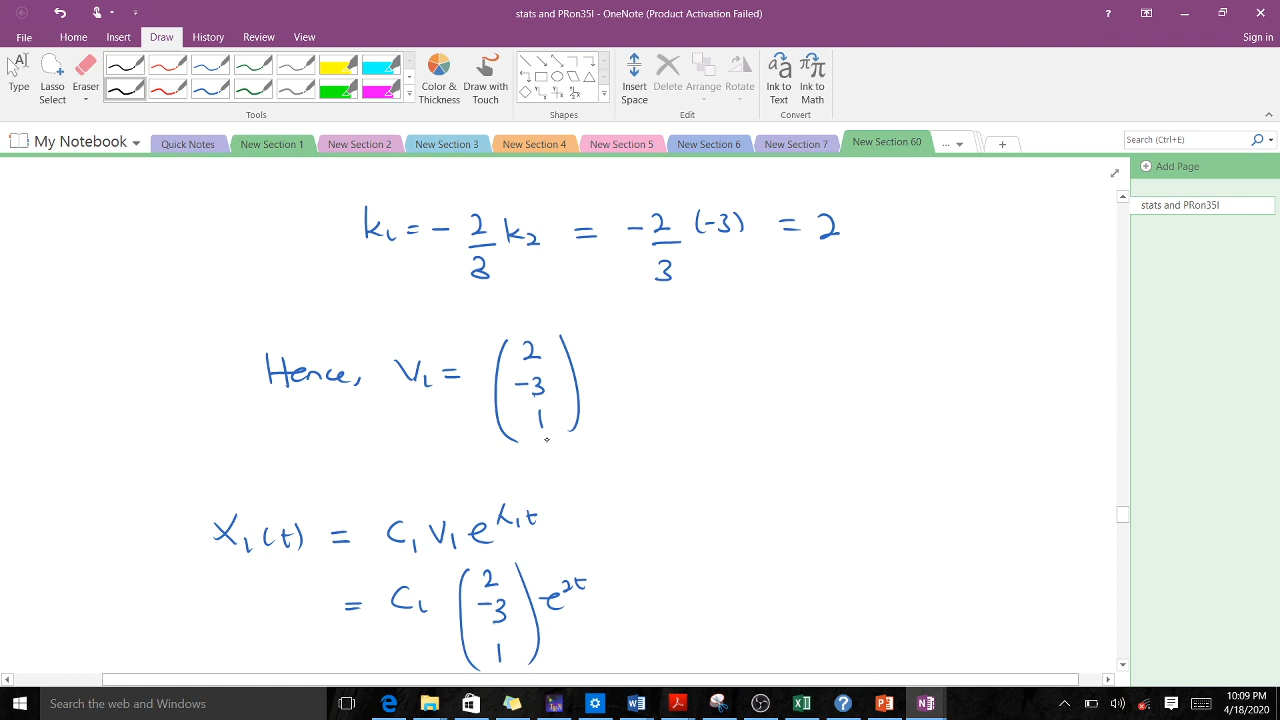 stats and PRon35I - OneNote (Product Activation Failed)
Sign in
File Home Insert Draw History Review View
Type
Lasso Select
Eraser
Color & Thickness
Draw with Touch
Insert Space
Delete
Arrange
Rotate
Ink to Text
Ink to Math
Tools
Shapes
Edit
Convert
My Notebook
Quick Notes New Section 1 New Section 2 New Section 3 New Section 4 New Section 5 New Section 6 New Section 7 New Section 60 ...
Search (Ctrl+E)
Add Page
stats and PRon35I
k₁ = - 2/3 k₂ = -2/3 (-3) = 2
Hence, V₁ = (2 -3 1)
X₁(t) = C₁ V₁ e^λ₁t
= C₁ (2 -3 1) e^2t
Search the web and Windows
10:09 PM
4/18/2020